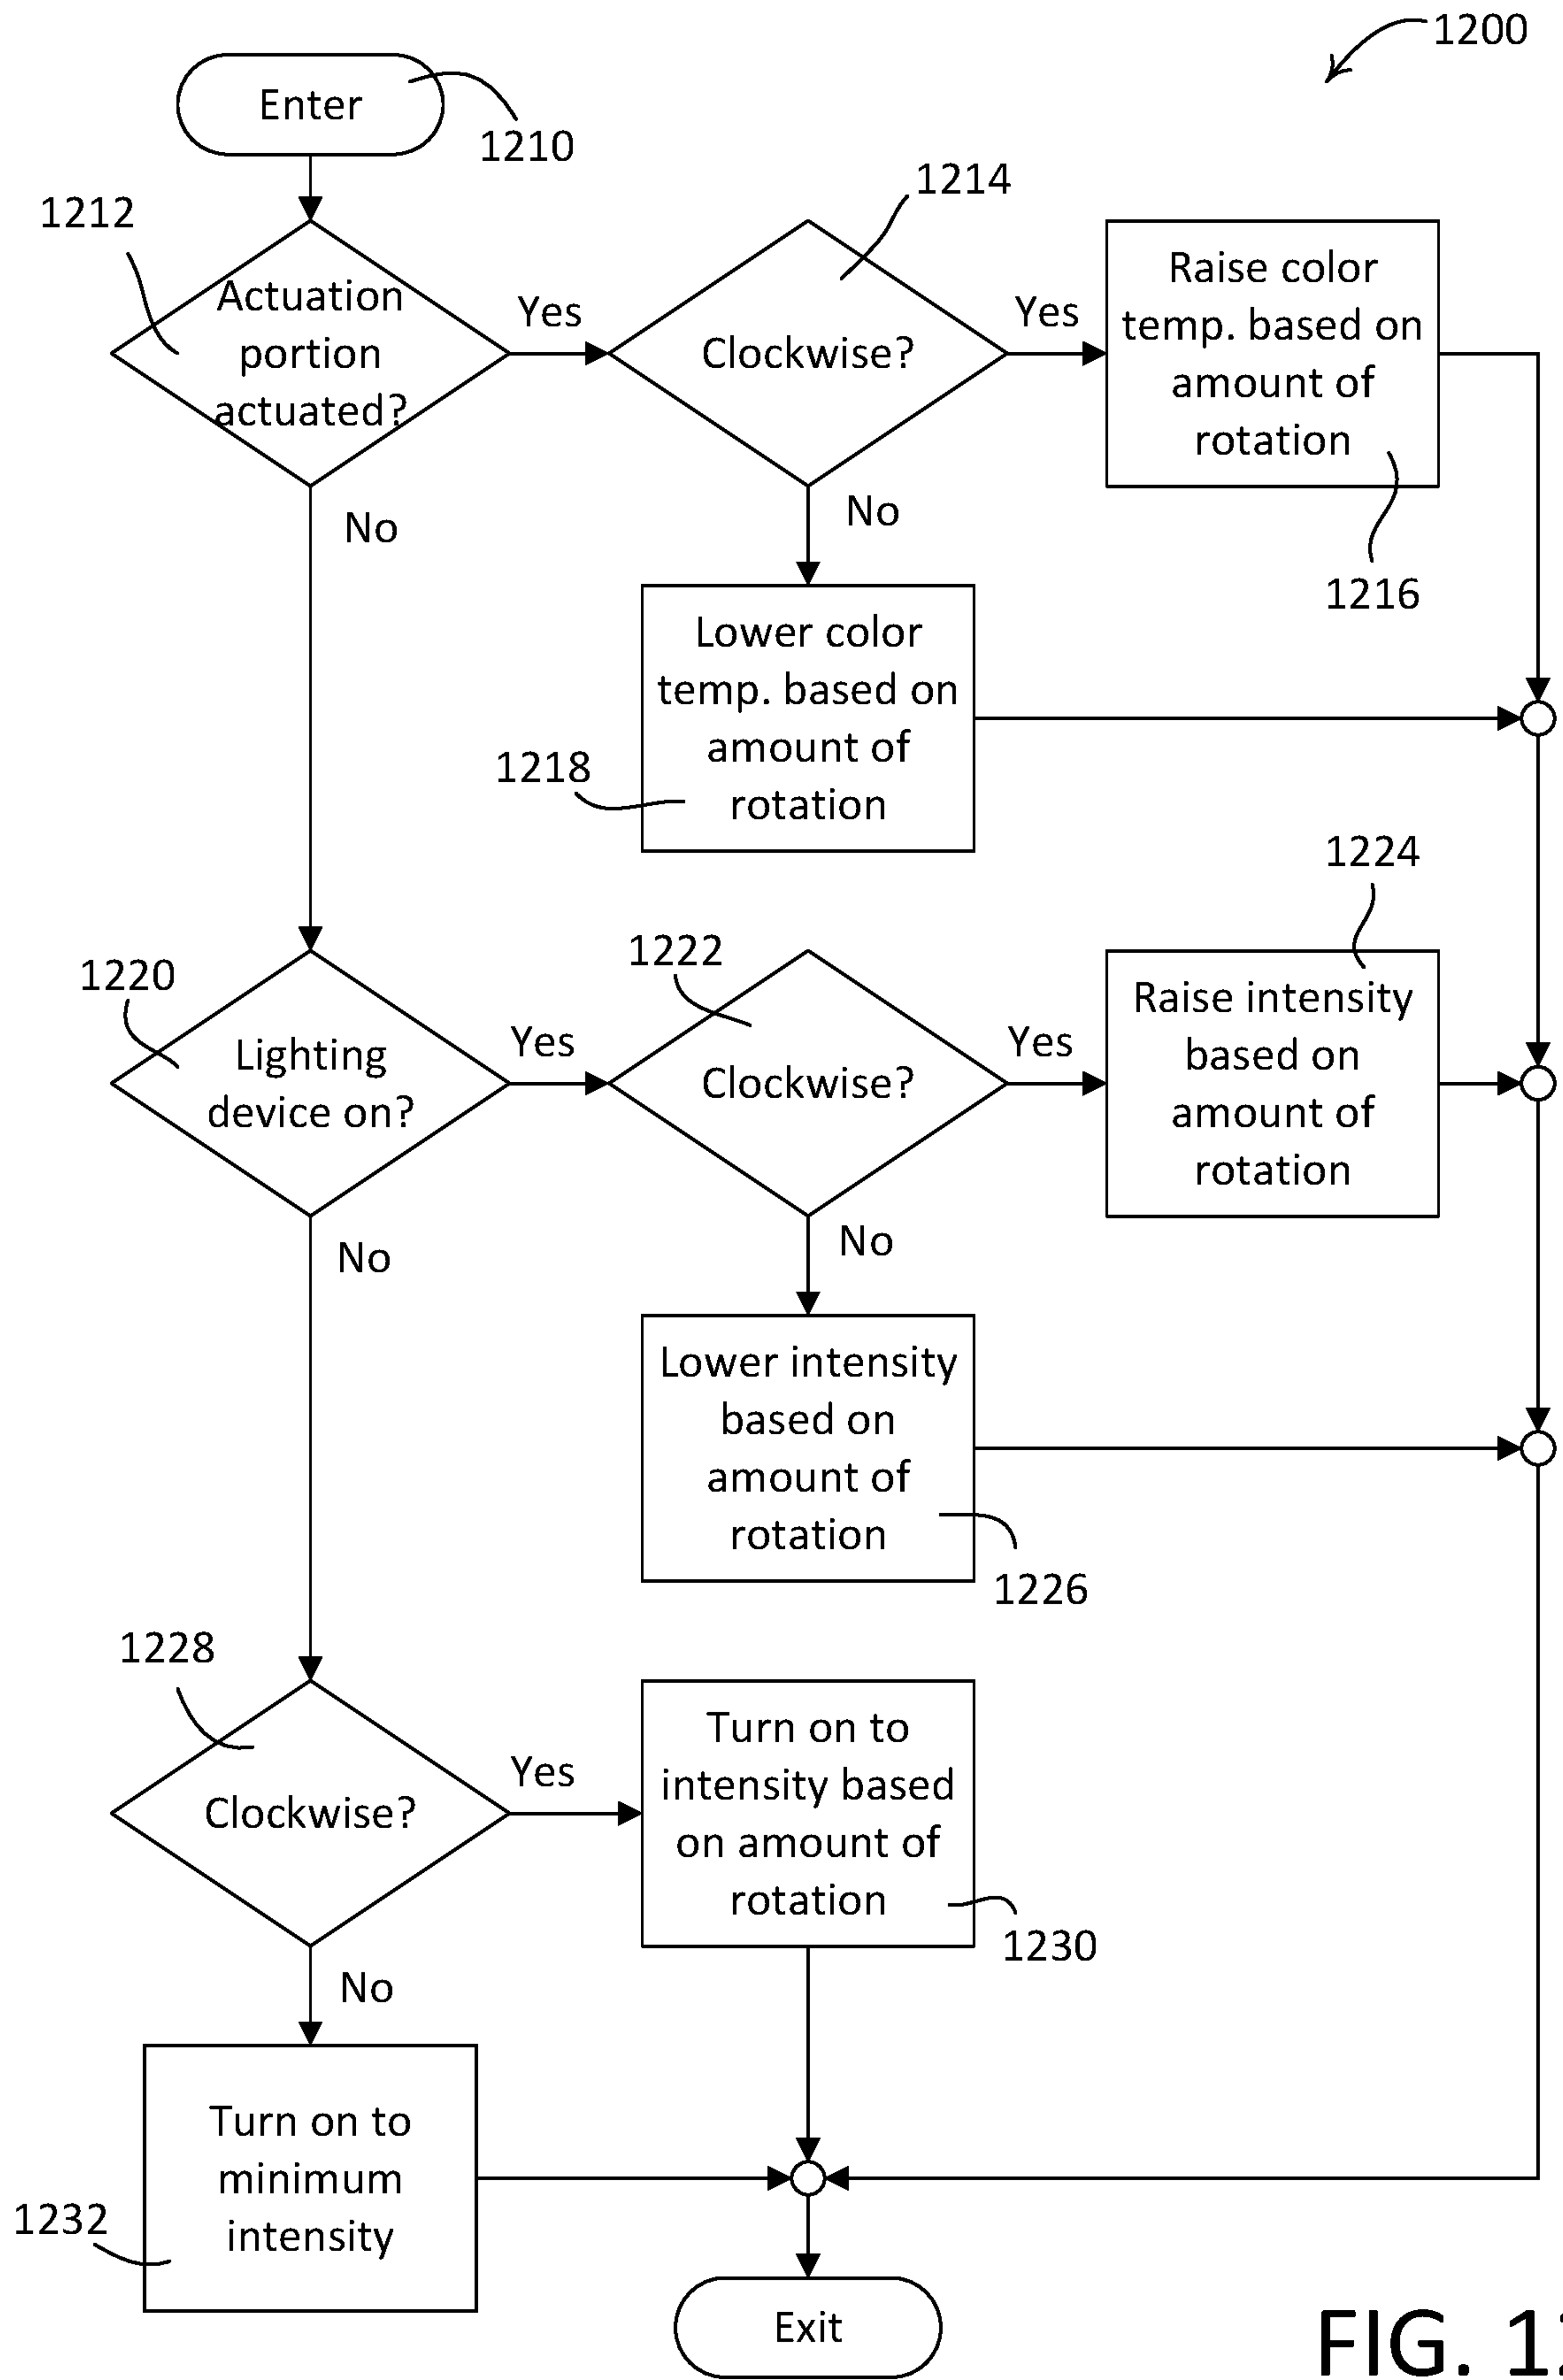 1200
Enter
1210
1212
1214
Actuation
portion
actuated?
Yes
Clockwise?
Yes
Raise color
temp. based on
amount of
rotation
1216
No
No
Lower color
temp. based on
amount of
rotation
1218
1220
1222
1224
Lighting
device on?
Yes
Clockwise?
Yes
Raise intensity
based on
amount of
rotation
No
No
Lower intensity
based on
amount of
rotation
1226
1228
Clockwise?
Yes
Turn on to
intensity based
on amount of
rotation
1230
No
Turn on to
minimum
intensity
1232
Exit
FIG. 1